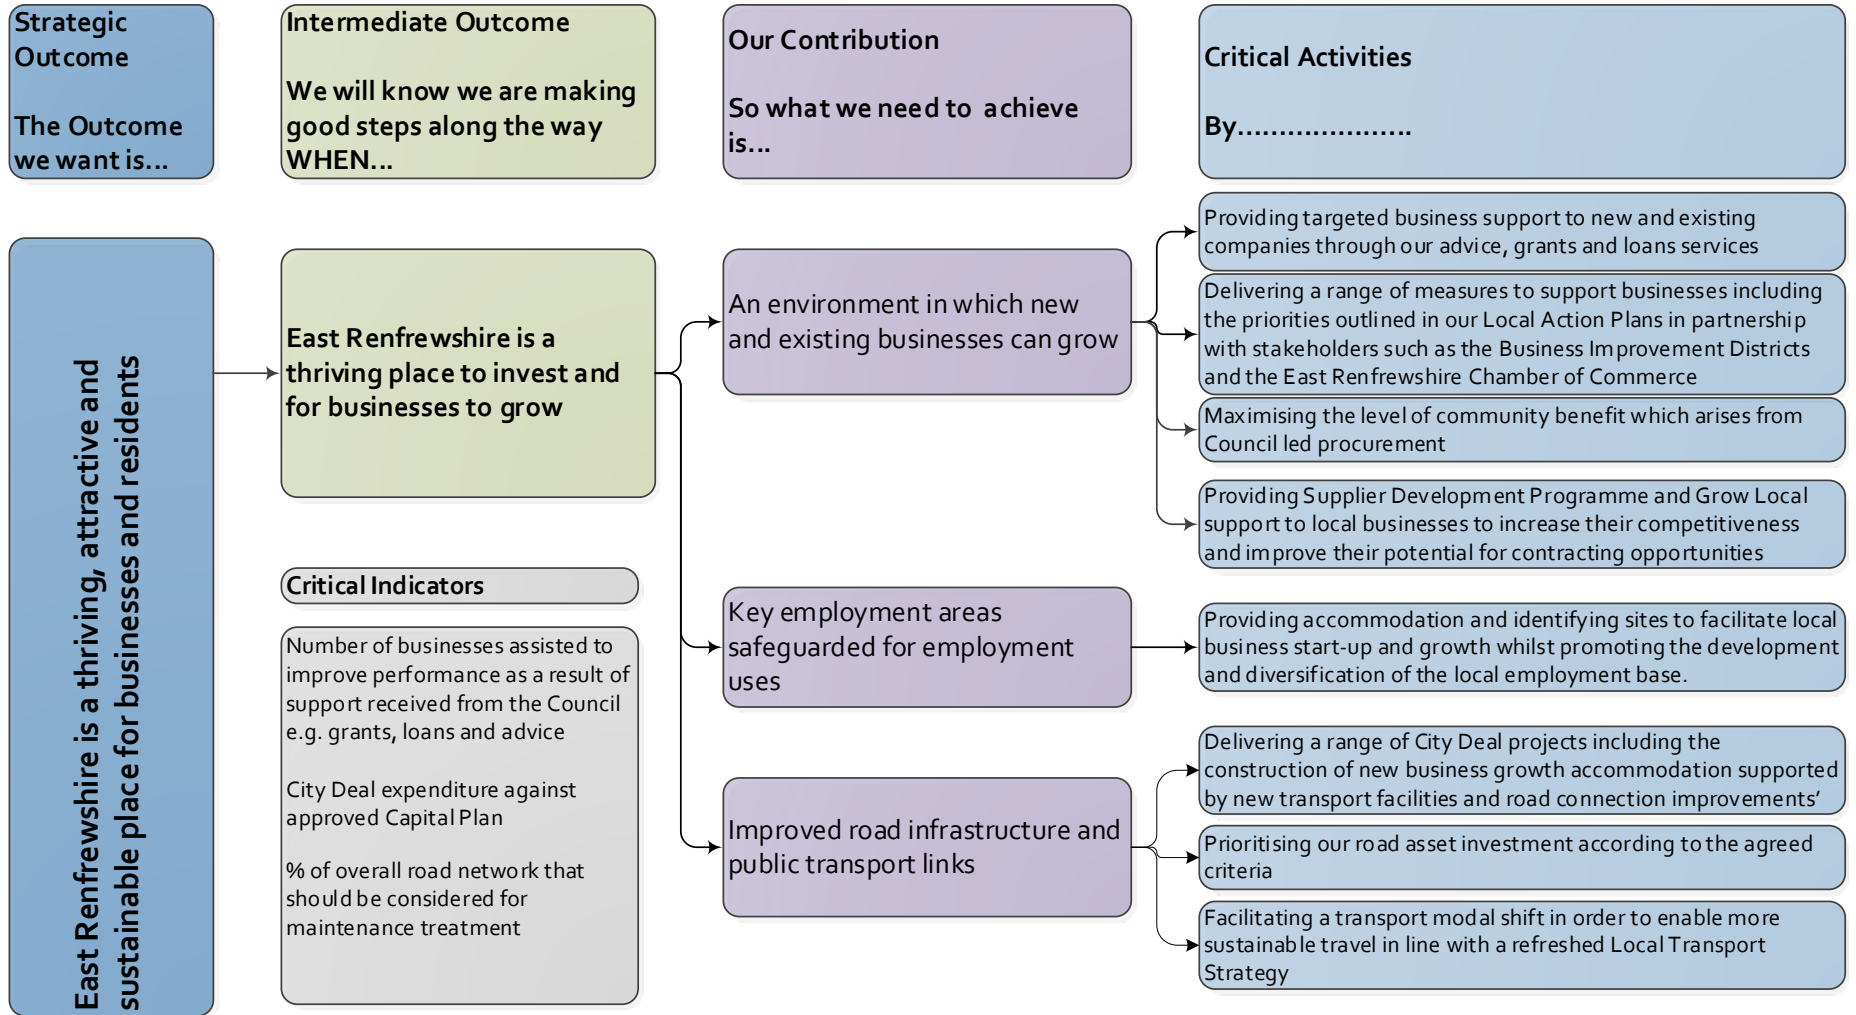 Strategic
Outcome
The Outcome
we want is...
Intermediate Outcome
We will know we are making
good steps along the way
WHEN...
Our Contribution
So what we need to achieve
is...
Critical Activities
By.....................
East Renfrewshire is a thriving, attractive and
sustainable place for businesses and residents
East Renfrewshire is a
thriving place to invest and
for businesses to grow
Critical Indicators
Number of businesses assisted to
improve performance as a result of
support received from the Council
e.g. grants, loans and advice
City Deal expenditure against
approved Capital Plan
% of overall road network that
should be considered for
maintenance treatment
An environment in which new
and existing businesses can grow
Key employment areas
safeguarded for employment
uses
Improved road infrastructure and
public transport links
Providing targeted business support to new and existing
companies through our advice, grants and loans services
Delivering a range of measures to support businesses including
the priorities outlined in our Local Action Plans in partnership
with stakeholders such as the Business Improvement Districts
and the East Renfrewshire Chamber of Commerce
Maximising the level of community benefit which arises from
Council led procurement
Providing Supplier Development Programme and Grow Local
support to local businesses to increase their competitiveness
and improve their potential for contracting opportunities
Providing accommodation and identifying sites to facilitate local
business start-up and growth whilst promoting the development
and diversification of the local employment base.
Delivering a range of City Deal projects including the
construction of new business growth accommodation supported
by new transport facilities and road connection improvements’
Prioritising our road asset investment according to the agreed
criteria
Facilitating a transport modal shift in order to enable more
sustainable travel in line with a refreshed Local Transport
Strategy